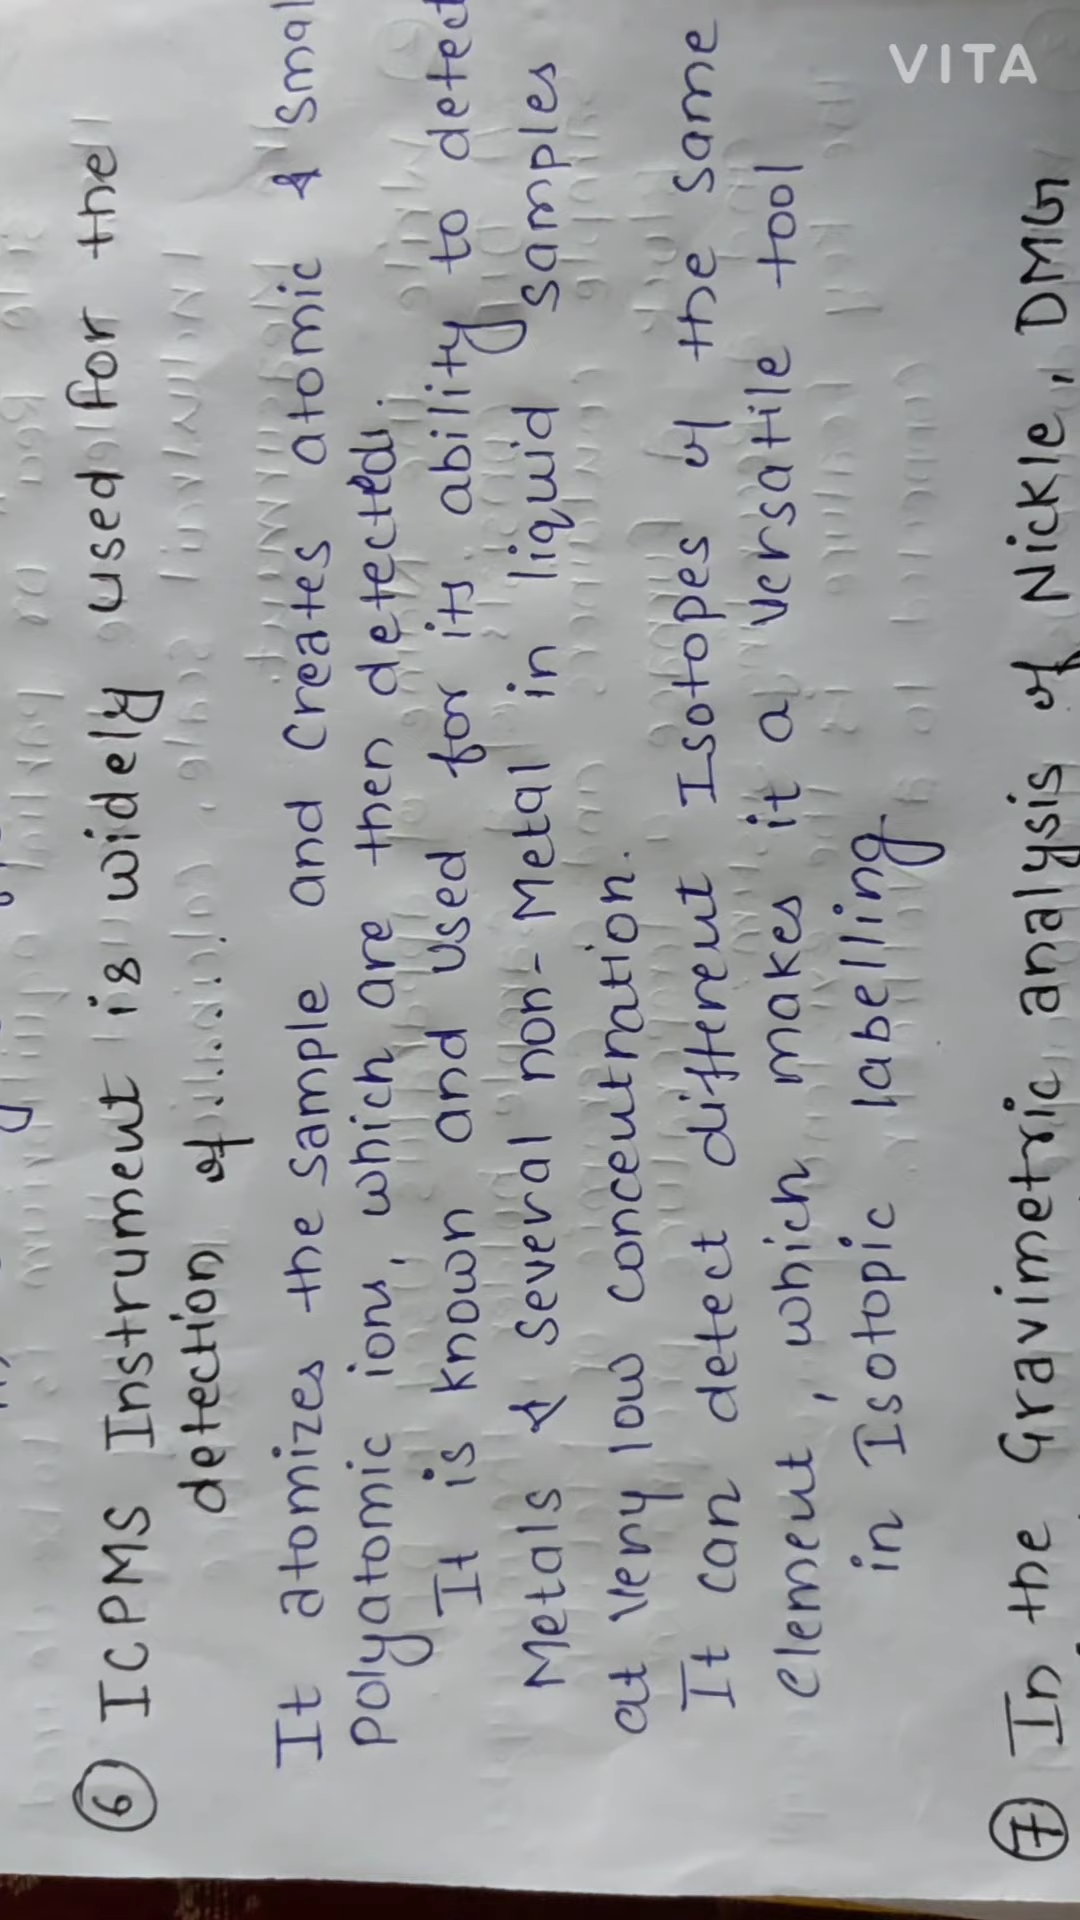 ⑥ ICPMS Instrument is widely used for the
detection of .........
It atomizes the sample and creates atomic & smal
polyatomic ions, which are then detected.
It is known and used for its ability to detect
Metals & several non-Metal in liquid samples
at very low concentration.
It can detect different Isotopes of the same
element, which makes it a versatile tool
in Isotopic labelling
⑦ In the Gravimetric analysis of Nickle, DMG
VITA